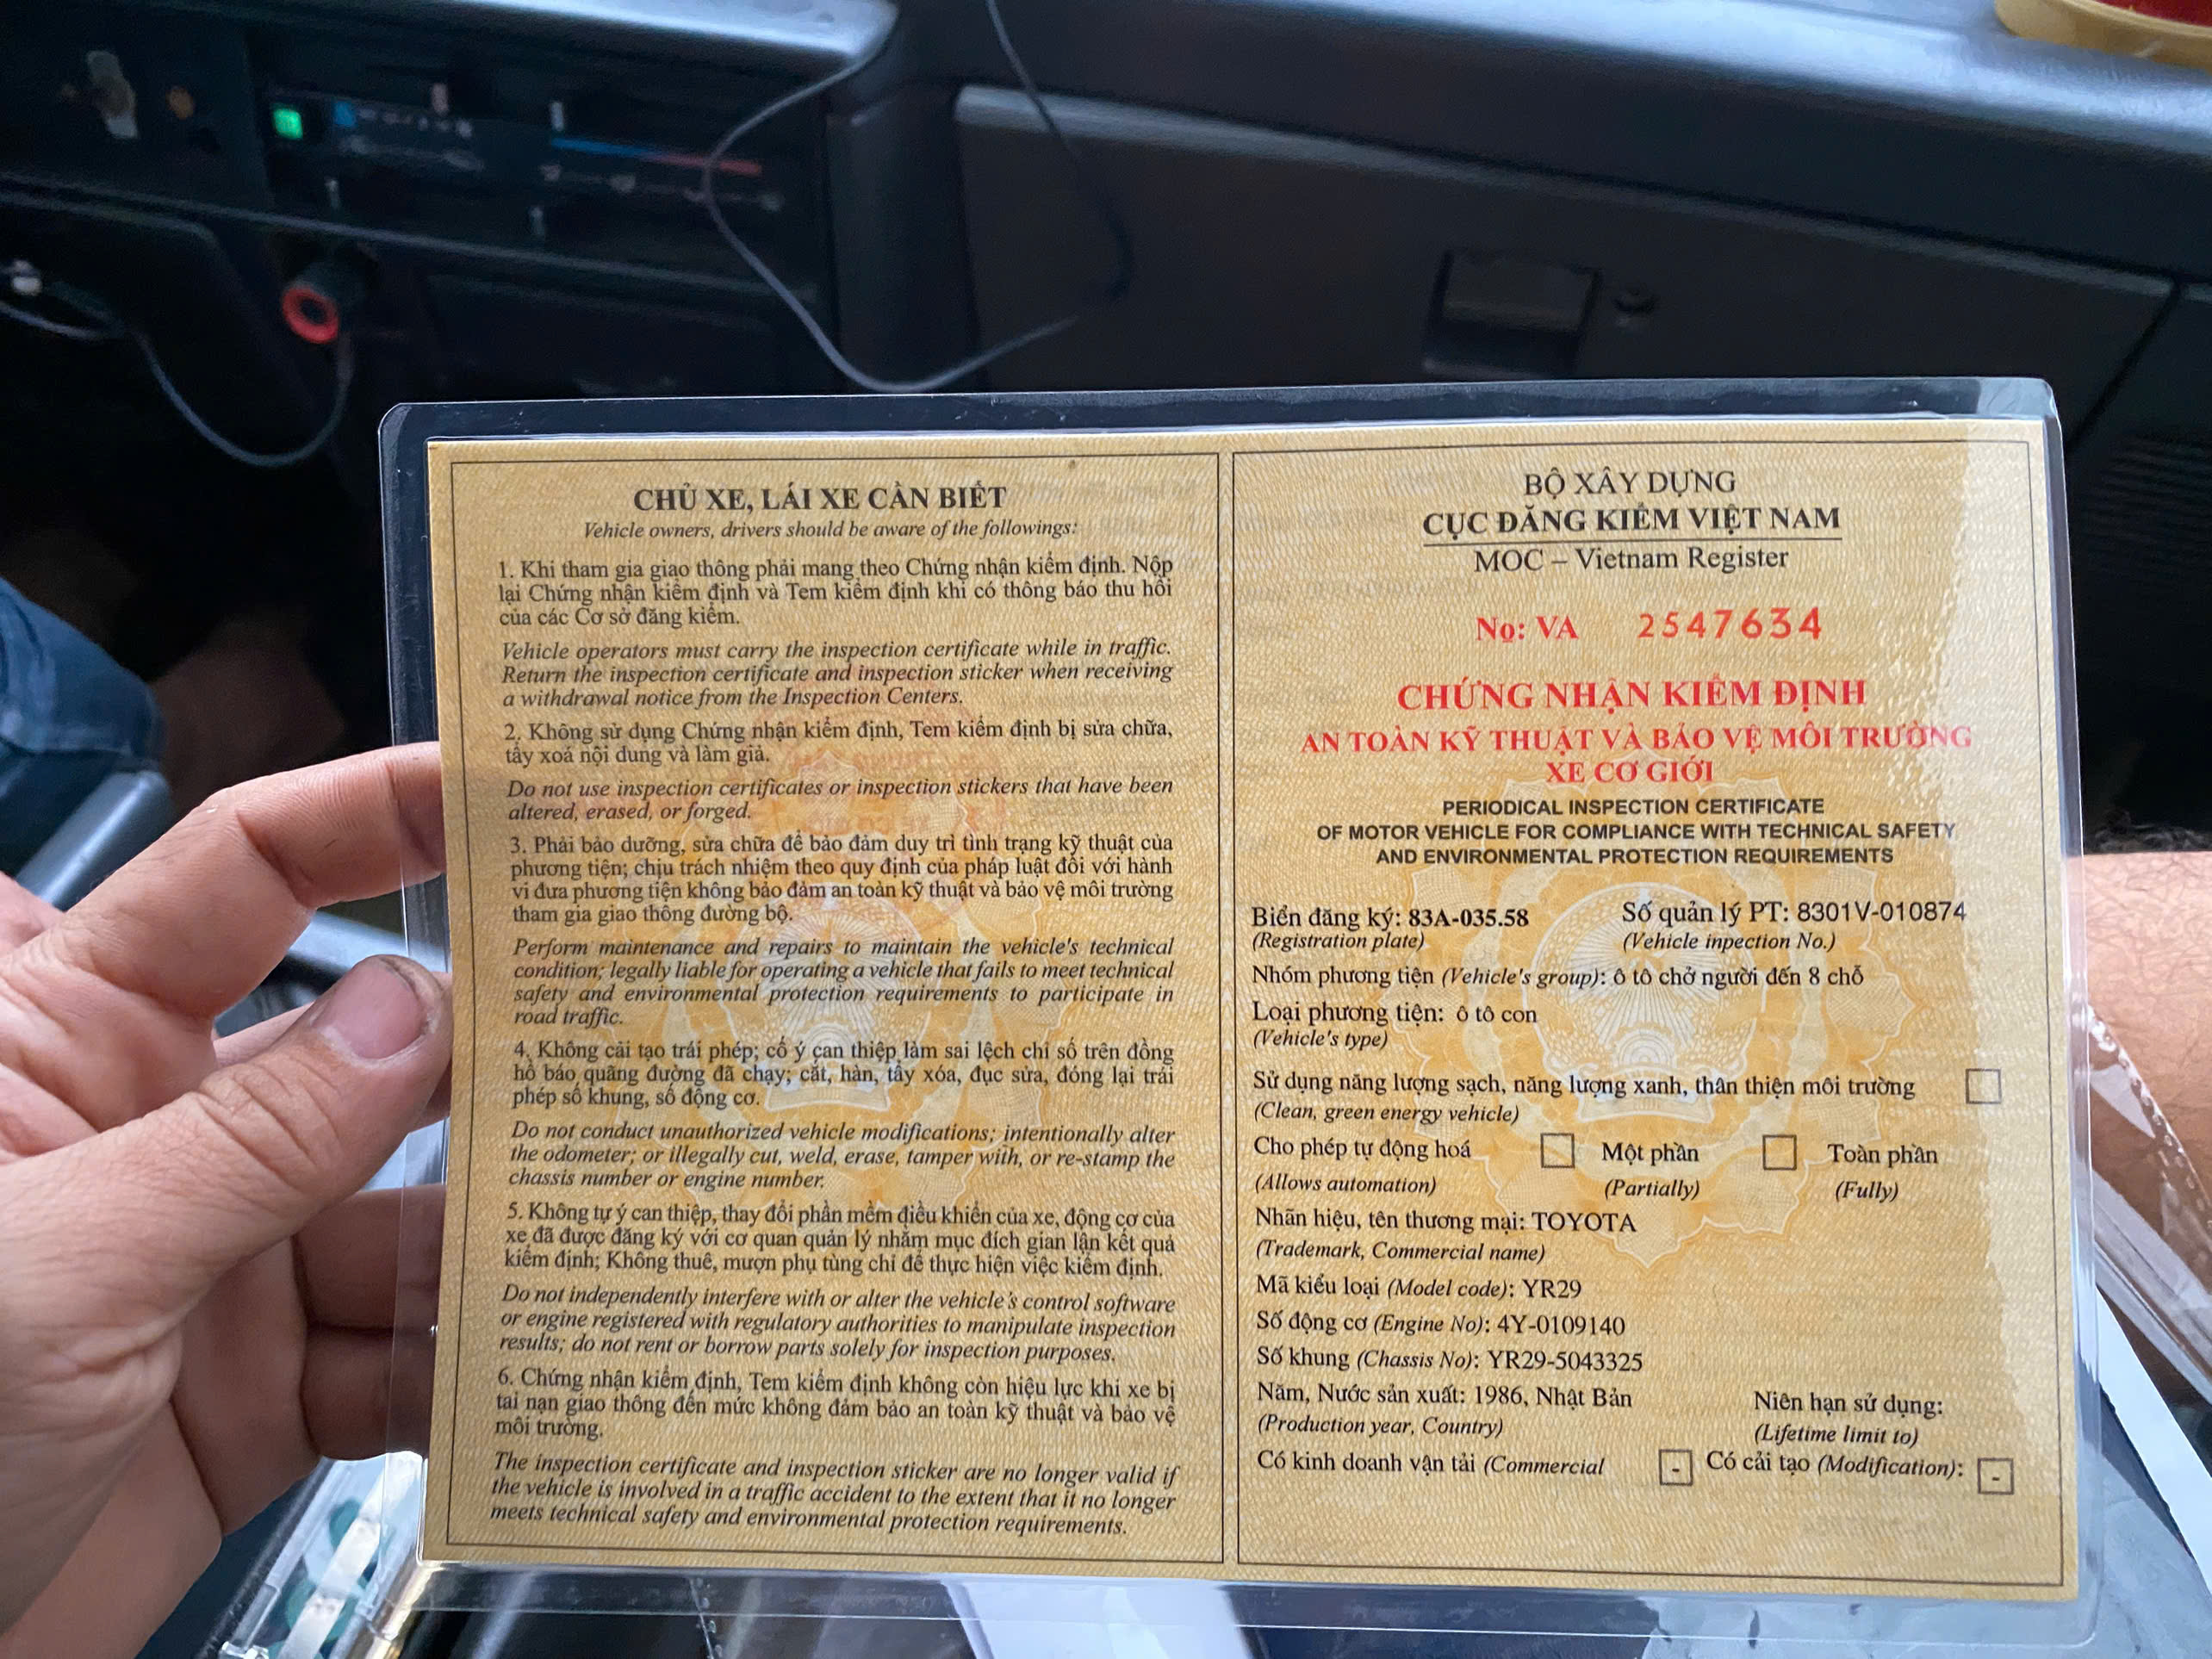 CHỦ XE, LÁI XE CẦN BIẾT
Vehicle owners, drivers should be aware of the followings:
1. Khi tham gia giao thông phải mang theo Chứng nhận kiểm định. Nộp
lại Chứng nhận kiểm định và Tem kiểm định khi có thông báo thu hồi
của các Cơ sở đăng kiểm.
Vehicle operators must carry the inspection certificate while in traffic.
Return the inspection certificate and inspection sticker when receiving
a withdrawal notice from the Inspection Centers.
2. Không sử dụng Chứng nhận kiểm định, Tem kiểm định bị sửa chữa,
tẩy xoá nội dung và làm giả.
Do not use inspection certificates or inspection stickers that have been
altered, erased, or forged.
3. Phải bảo dưỡng, sửa chữa để bảo đảm duy trì tình trạng kỹ thuật của
phương tiện; chịu trách nhiệm theo quy định của pháp luật đối với hành
vi đưa phương tiện không bảo đảm an toàn kỹ thuật và bảo vệ môi trường
tham gia giao thông đường bộ.
Perform maintenance and repairs to maintain the vehicle's technical
condition; legally liable for operating a vehicle that fails to meet technical
safety and environmental protection requirements to participate in
road traffic.
4. Không cải tạo trái phép; cố ý can thiệp làm sai lệch chỉ số trên đồng
hồ báo quãng đường đã chạy; cắt, hàn, tẩy xóa, đục sửa, đóng lại trái
phép số khung, số động cơ.
Do not conduct unauthorized vehicle modifications; intentionally alter
the odometer; or illegally cut, weld, erase, tamper with, or re-stamp the
chassis number or engine number.
5. Không tự ý can thiệp, thay đổi phần mềm điều khiển của xe, động cơ của
xe đã được đăng ký với cơ quan quản lý nhằm mục đích gian lận kết quả
kiểm định; Không thuê, mượn phụ tùng chỉ để thực hiện việc kiểm định.
Do not independently interfere with or alter the vehicle's control software
or engine registered with regulatory authorities to manipulate inspection
results; do not rent or borrow parts solely for inspection purposes.
6. Chứng nhận kiểm định, Tem kiểm định không còn hiệu lực khi xe bị
tai nạn giao thông đến mức không đảm bảo an toàn kỹ thuật và bảo vệ
môi trường.
The inspection certificate and inspection sticker are no longer valid if
the vehicle is involved in a traffic accident to the extent that it no longer
meets technical safety and environmental protection requirements.
BỘ XÂY DỰNG
CỤC ĐĂNG KIỂM VIỆT NAM
MOC – Vietnam Register
No: VA 2547634
CHỨNG NHẬN KIỂM ĐỊNH
AN TOÀN KỸ THUẬT VÀ BẢO VỆ MÔI TRƯỜNG
XE CƠ GIỚI
PERIODICAL INSPECTION CERTIFICATE
OF MOTOR VEHICLE FOR COMPLIANCE WITH TECHNICAL SAFETY
AND ENVIRONMENTAL PROTECTION REQUIREMENTS
Biển đăng ký: 83A-035.58 Số quản lý PT: 8301V-010874
(Registration plate) (Vehicle inpection No.)
Nhóm phương tiện (Vehicle's group): ô tô chở người đến 8 chỗ
Loại phương tiện: ô tô con
(Vehicle's type)
Sử dụng năng lượng sạch, năng lượng xanh, thân thiện môi trường
(Clean, green energy vehicle)
Cho phép tự động hoá Một phần Toàn phần
(Allows automation) (Partially) (Fully)
Nhãn hiệu, tên thương mại: TOYOTA
(Trademark, Commercial name)
Mã kiểu loại (Model code): YR29
Số động cơ (Engine No): 4Y-0109140
Số khung (Chassis No): YR29-5043325
Năm, Nước sản xuất: 1986, Nhật Bản Niên hạn sử dụng:
(Production year, Country) (Lifetime limit to)
Có kinh doanh vận tải (Commercial - Có cải tạo (Modification): -